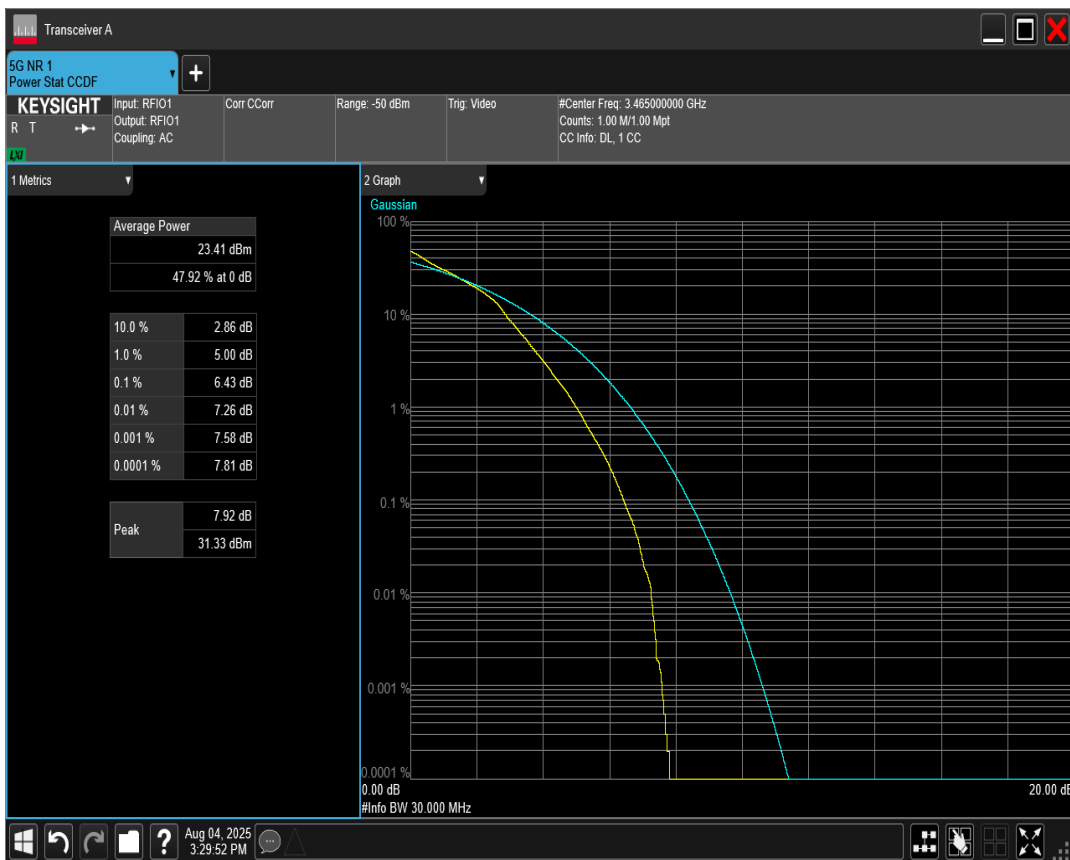 Transceiver A
5G NR 1
Power Stat CCDF
KEYSIGHT
R T
LXI
Input: RFIO1
Output: RFIO1
Coupling: AC
Corr CCorr
Range: -50 dBm
Trig: Video
#Center Freq: 3.465000000 GHz
Counts: 1.00 M/1.00 Mpt
CC Info: DL, 1 CC
1 Metrics
Average Power
23.41 dBm
47.92 % at 0 dB
10.0 % 2.86 dB
1.0 % 5.00 dB
0.1 % 6.43 dB
0.01 % 7.26 dB
0.001 % 7.58 dB
0.0001 % 7.81 dB
Peak 7.92 dB
31.33 dBm
2 Graph
Gaussian
100 %
10 %
1 %
0.1 %
0.01 %
0.001 %
0.0001 %
0.00 dB 20.00 dB
#Info BW 30.000 MHz
? Aug 04, 2025
3:29:52 PM